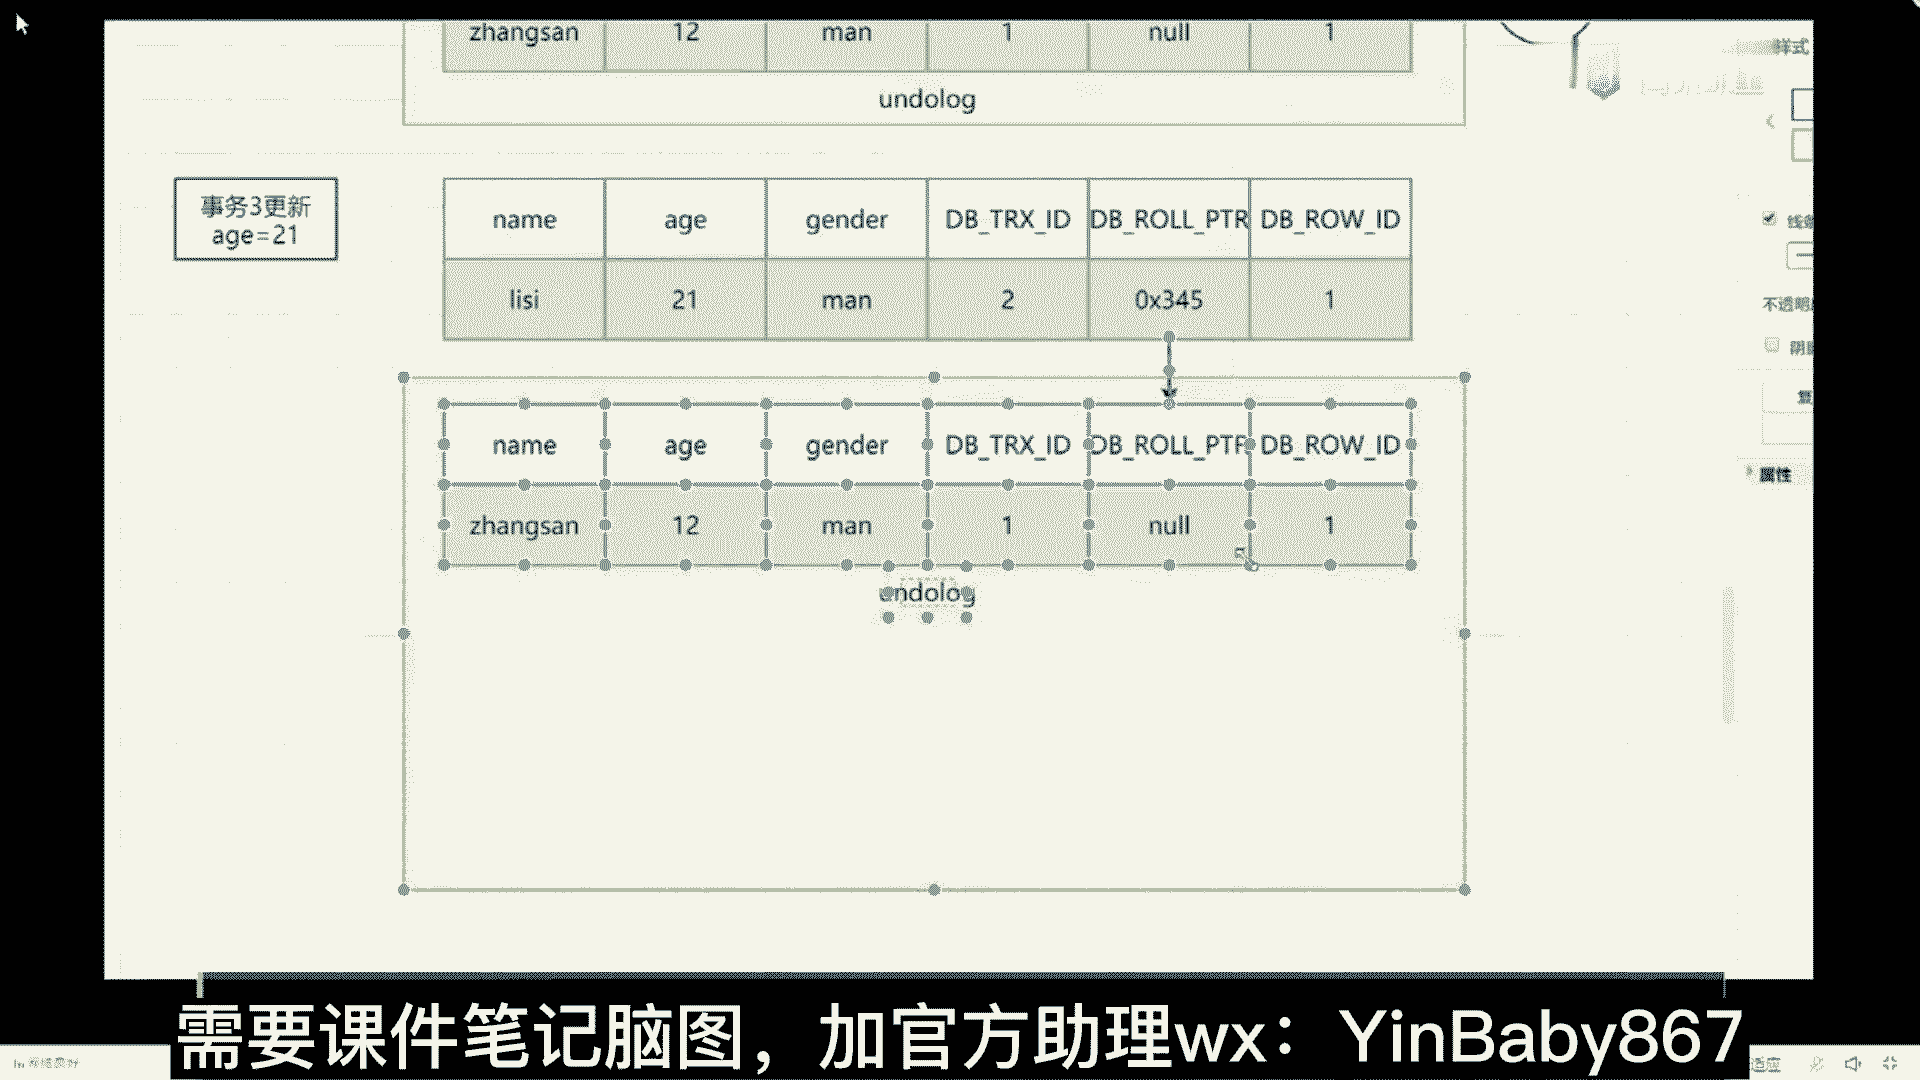 zhangsan 12 man 1 null 1
undolog
样式
事务3更新
age=21
name age gender DB_TRX_ID DB_ROLL_PTR DB_ROW_ID
lisi 21 man 2 0x345 1
name age gender DB_TRX_ID DB_ROLL_PTR DB_ROW_ID
zhangsan 12 man 1 null 1
undolog
属性
需要课件笔记脑图，加官方助理wx：YinBaby867